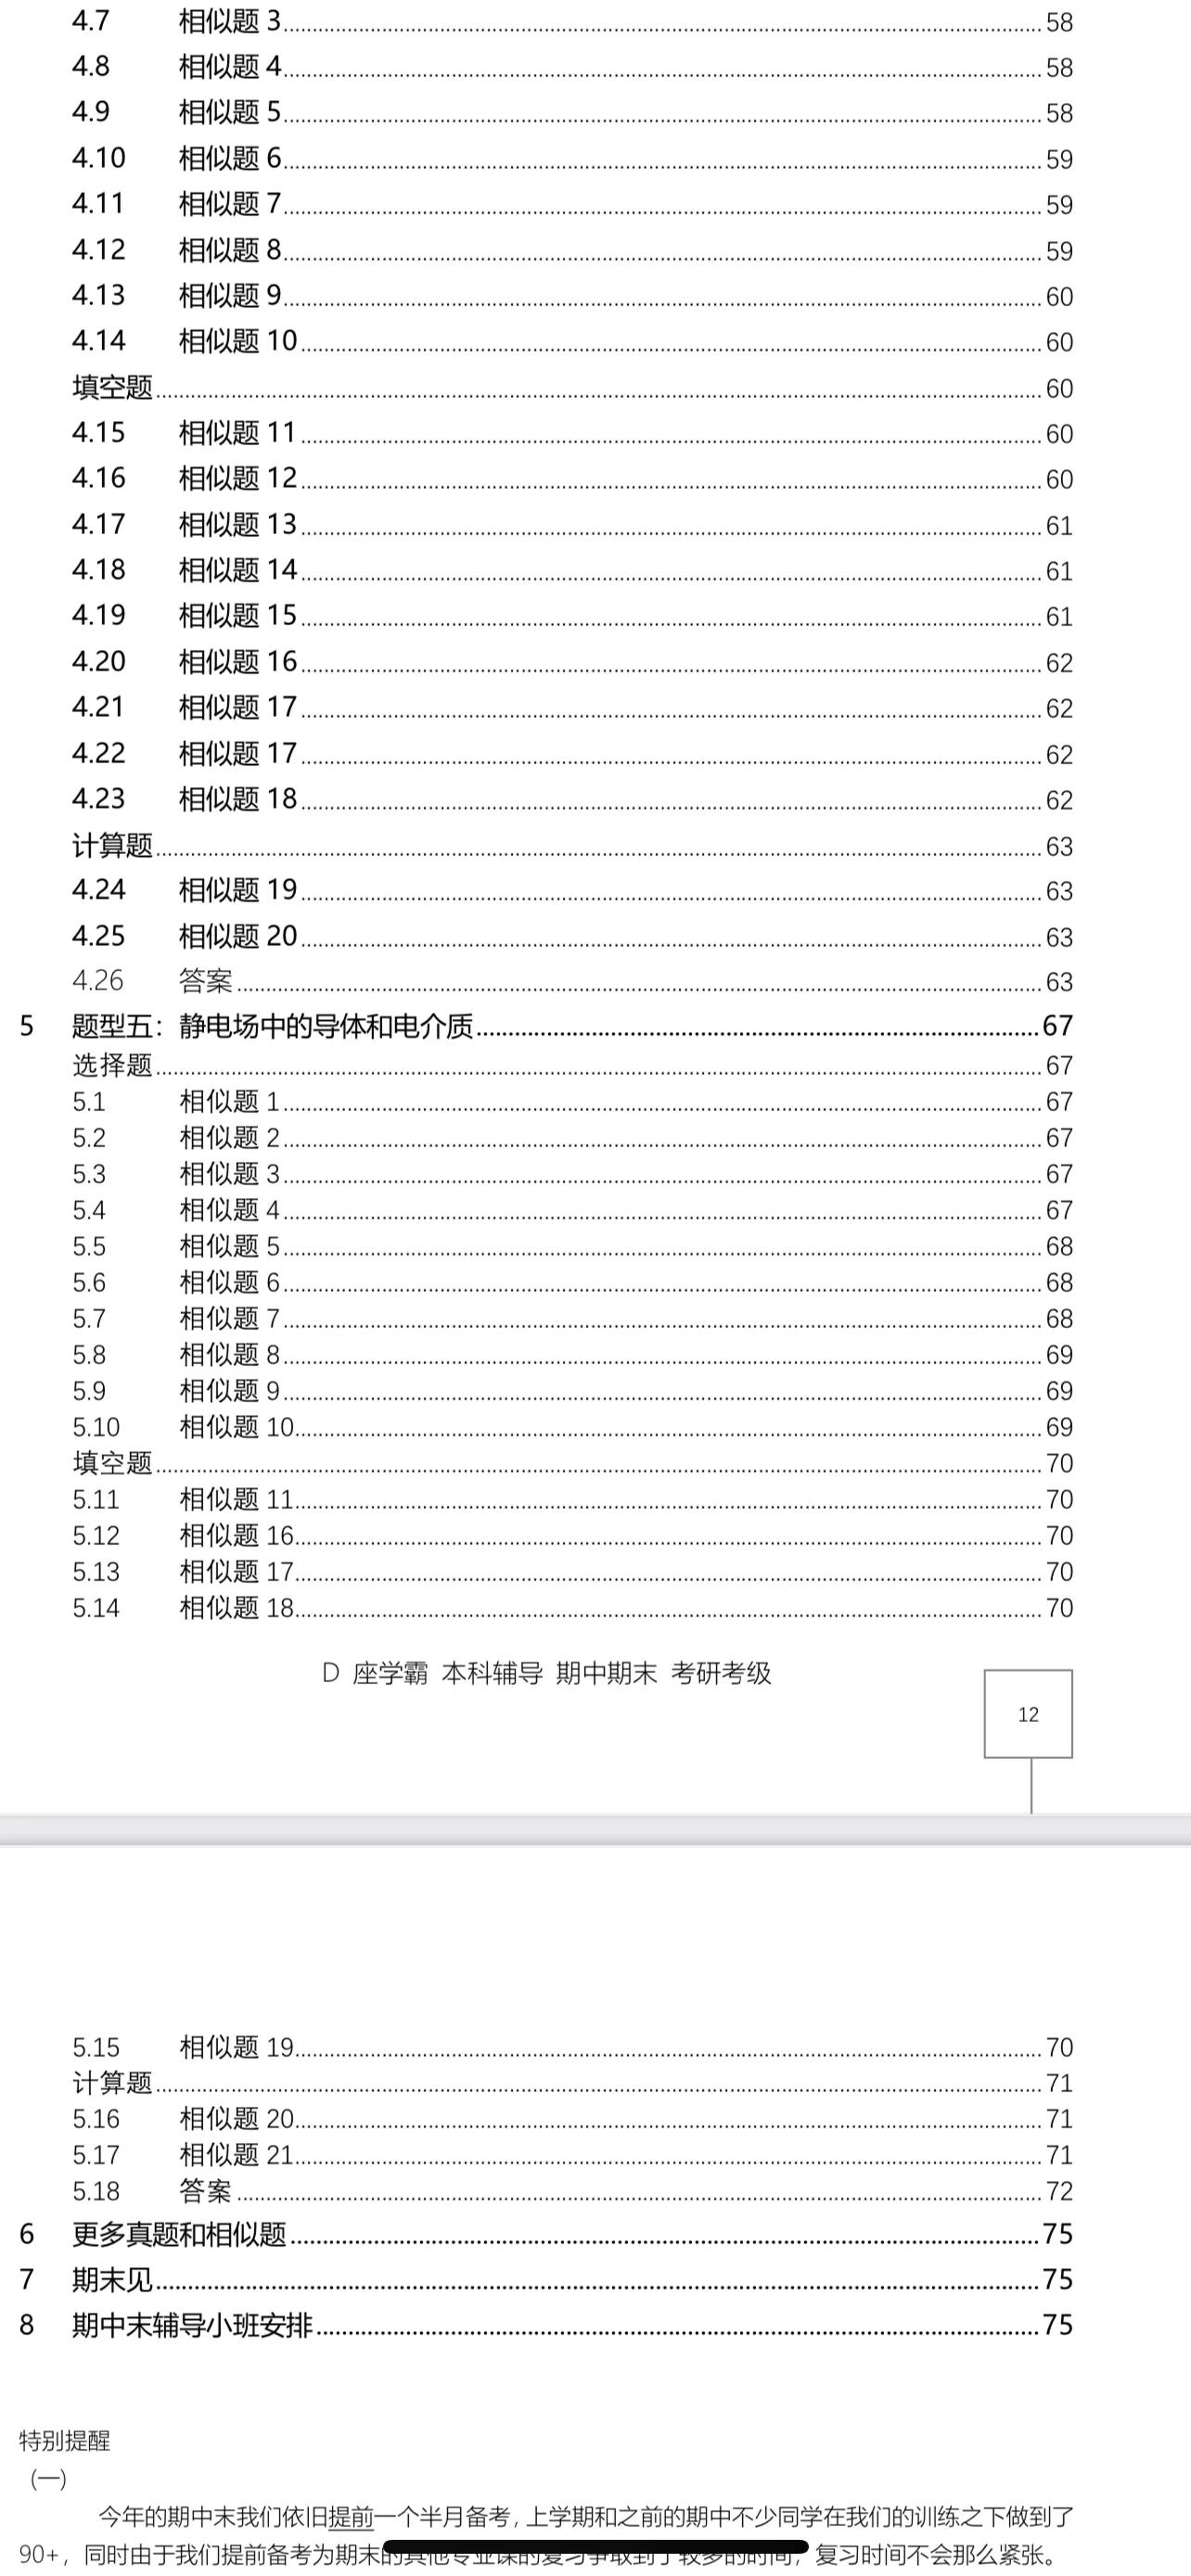 4.7 相似题 3 58
4.8 相似题 4 58
4.9 相似题 5 58
4.10 相似题 6 59
4.11 相似题 7 59
4.12 相似题 8 59
4.13 相似题 9 60
4.14 相似题 10 60
填空题 60
4.15 相似题 11 60
4.16 相似题 12 60
4.17 相似题 13 61
4.18 相似题 14 61
4.19 相似题 15 61
4.20 相似题 16 62
4.21 相似题 17 62
4.22 相似题 17 62
4.23 相似题 18 62
计算题 63
4.24 相似题 19 63
4.25 相似题 20 63
4.26 答案 63
5 题型五：静电场中的导体和电介质 67
选择题 67
5.1 相似题 1 67
5.2 相似题 2 67
5.3 相似题 3 67
5.4 相似题 4 67
5.5 相似题 5 68
5.6 相似题 6 68
5.7 相似题 7 68
5.8 相似题 8 69
5.9 相似题 9 69
5.10 相似题 10 69
填空题 70
5.11 相似题 11 70
5.12 相似题 16 70
5.13 相似题 17 70
5.14 相似题 18 70
D 座学霸 本科辅导 期中期末 考研考级
12
5.15 相似题 19 70
计算题 71
5.16 相似题 20 71
5.17 相似题 21 71
5.18 答案 72
6 更多真题和相似题 75
7 期末见 75
8 期中末辅导小班安排 75
特别提醒
（一）
今年的期中末我们依旧提前一个半月备考，上学期和之前的期中不少同学在我们的训练之下做到了
90+，同时由于我们提前备考为期末的其他专业课的复习争取到了较多的时间，复习时间不会那么紧张。